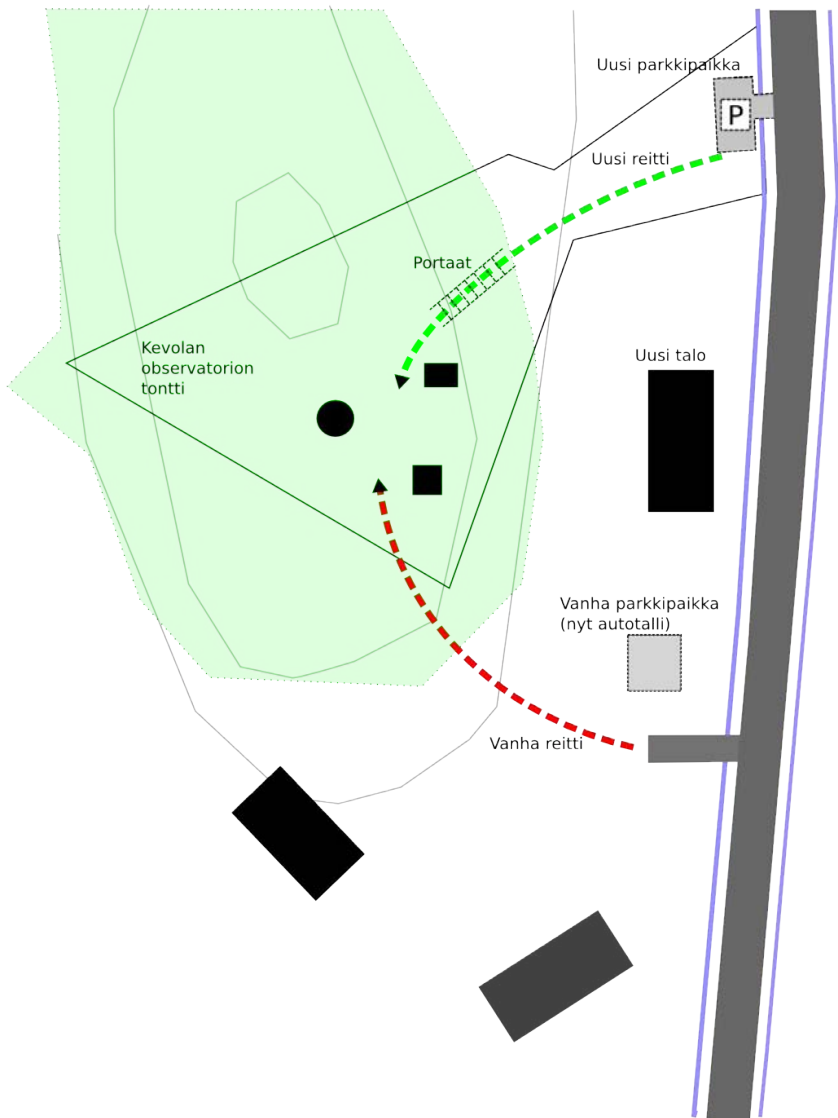 Uusi parkkipaikka
P
Uusi reitti
Portaat
Kevolan
observatorion
tontti
Uusi talo
Vanha parkkipaikka
(nyt autotalli)
Vanha reitti